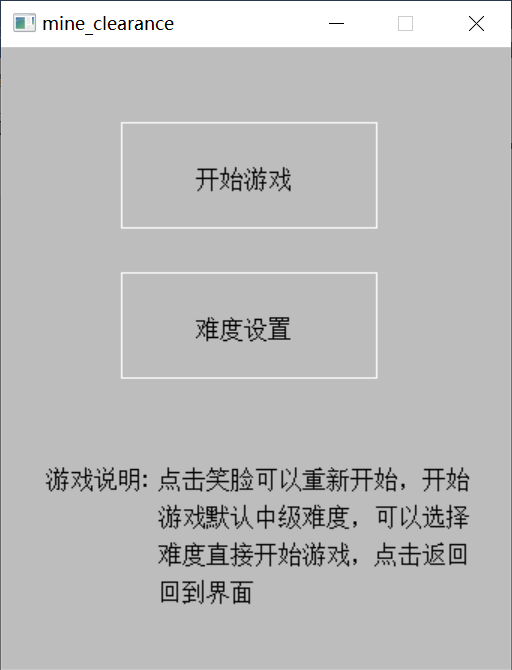 mine_clearance
开始游戏
难度设置
游戏说明: 点击笑脸可以重新开始，开始
游戏默认中级难度，可以选择
难度直接开始游戏，点击返回
回到界面